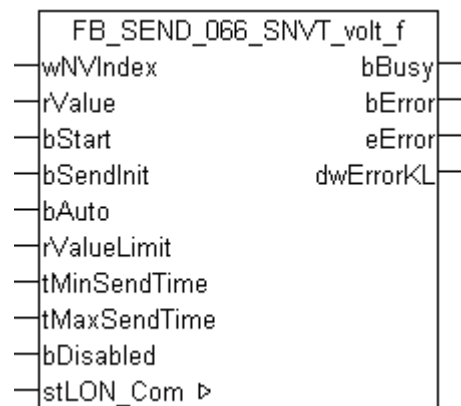 FB_SEND_066_SNVT_volt_f
wNVIndex bBusy
rValue bError
bStart eError
bSendInit dwErrorKL
bAuto
rValueLimit
tMinSendTime
tMaxSendTime
bDisabled
stLON_Com ▷